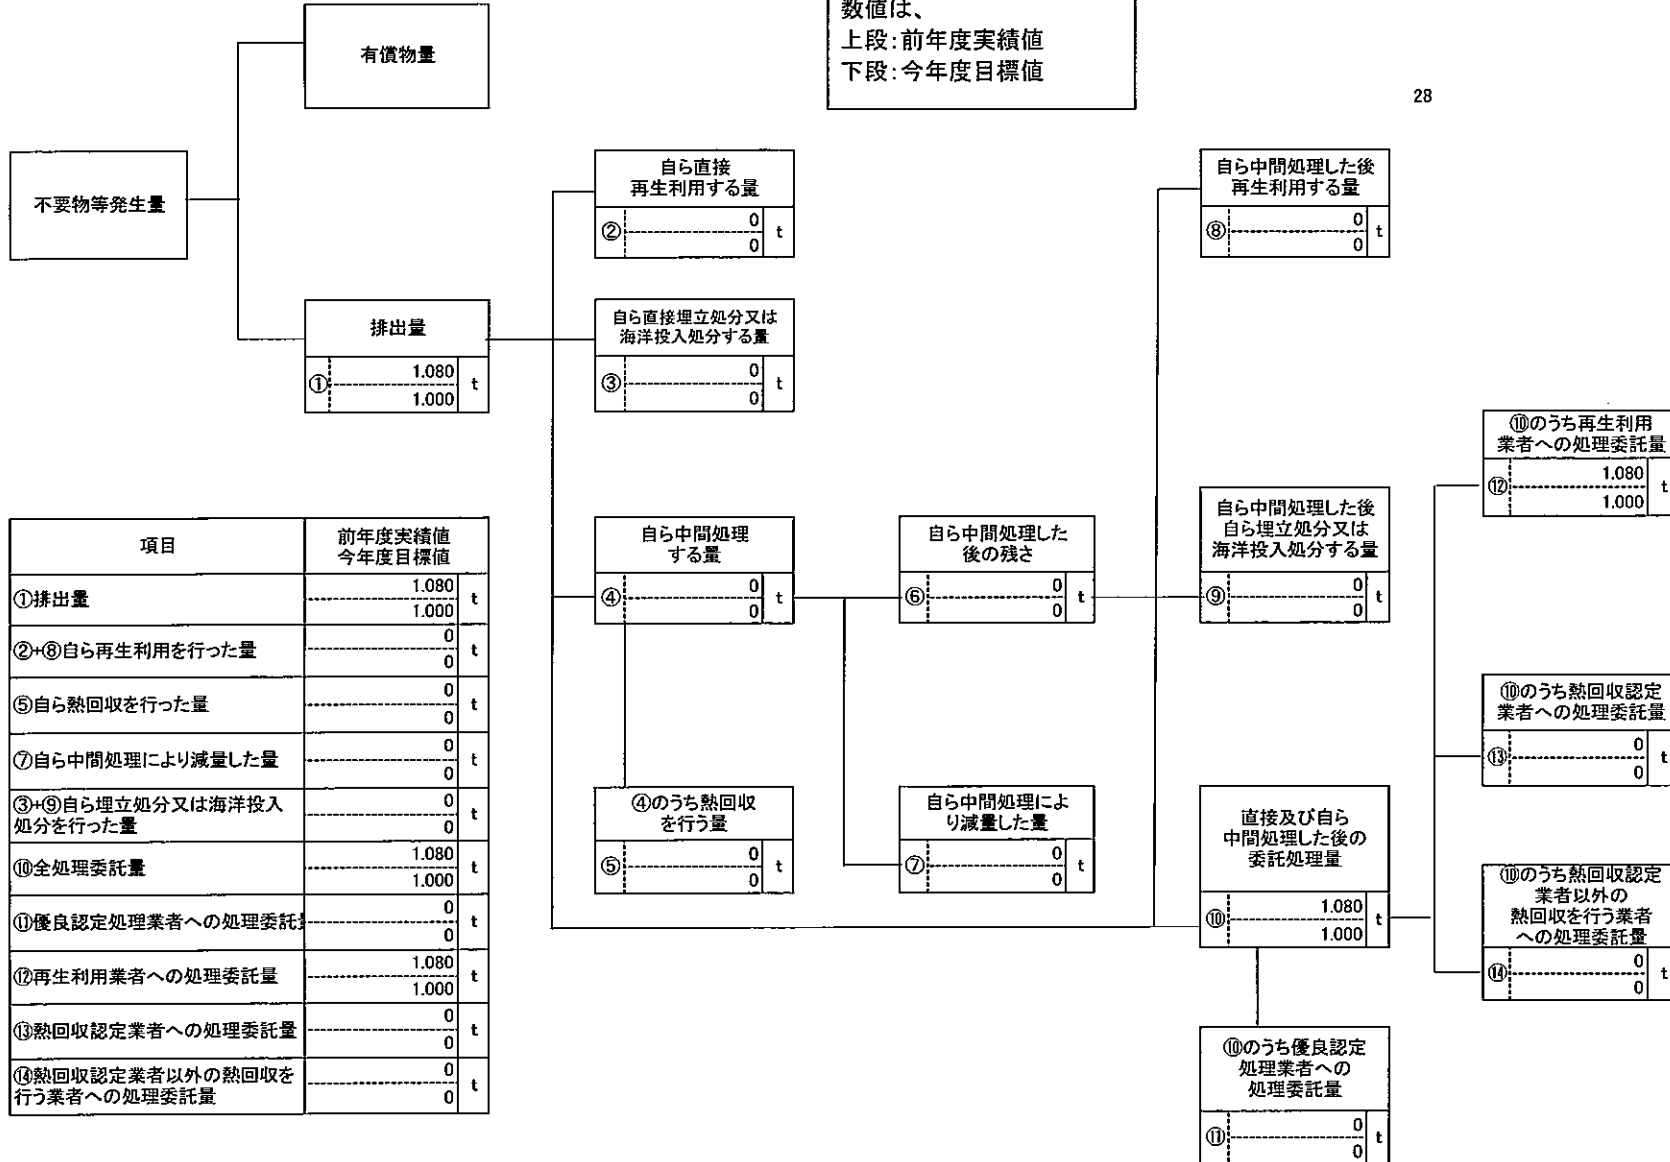 数値は、
上段:前年度実績値
下段:今年度目標値
28
有償物量
不要物等発生量
排出量
① 1.080 t
1.000
自ら直接
再生利用する量
② 0 t
0
自ら直接埋立処分又は
海洋投入処分する量
③ 0 t
0
自ら中間処理
する量
④ 0 t
0
④のうち熱回収
を行う量
⑤ 0 t
0
自ら中間処理した
後の残さ
⑥ 0 t
0
自ら中間処理によ
り減量した量
⑦ 0 t
0
自ら中間処理した後
再生利用する量
⑧ 0 t
0
自ら中間処理した後
自ら埋立処分又は
海洋投入処分する量
⑨ 0 t
0
直接及び自ら
中間処理した後の
委託処理量
⑩ 1.080 t
1.000
⑩のうち優良認定
処理業者への
処理委託量
⑪ 0 t
0
⑩のうち再生利用
業者への処理委託量
⑫ 1.080 t
1.000
⑩のうち熱回収認定
業者への処理委託量
⑬ 0 t
0
⑩のうち熱回収認定
業者以外の
熱回収を行う業者
への処理委託量
⑭ 0 t
0
項目 前年度実績値
今年度目標値
①排出量 1.080 t
1.000
②+⑧自ら再生利用を行った量 0 t
0
⑤自ら熱回収を行った量 0 t
0
⑦自ら中間処理により減量した量 0 t
0
③+⑨自ら埋立処分又は海洋投入
処分を行った量 0 t
0
⑩全処理委託量 1.080 t
1.000
⑪優良認定処理業者への処理委託 0 t
0
⑫再生利用業者への処理委託量 1.080 t
1.000
⑬熱回収認定業者への処理委託量 0 t
0
⑭熱回収認定業者以外の熱回収を
行う業者への処理委託量 0 t
0